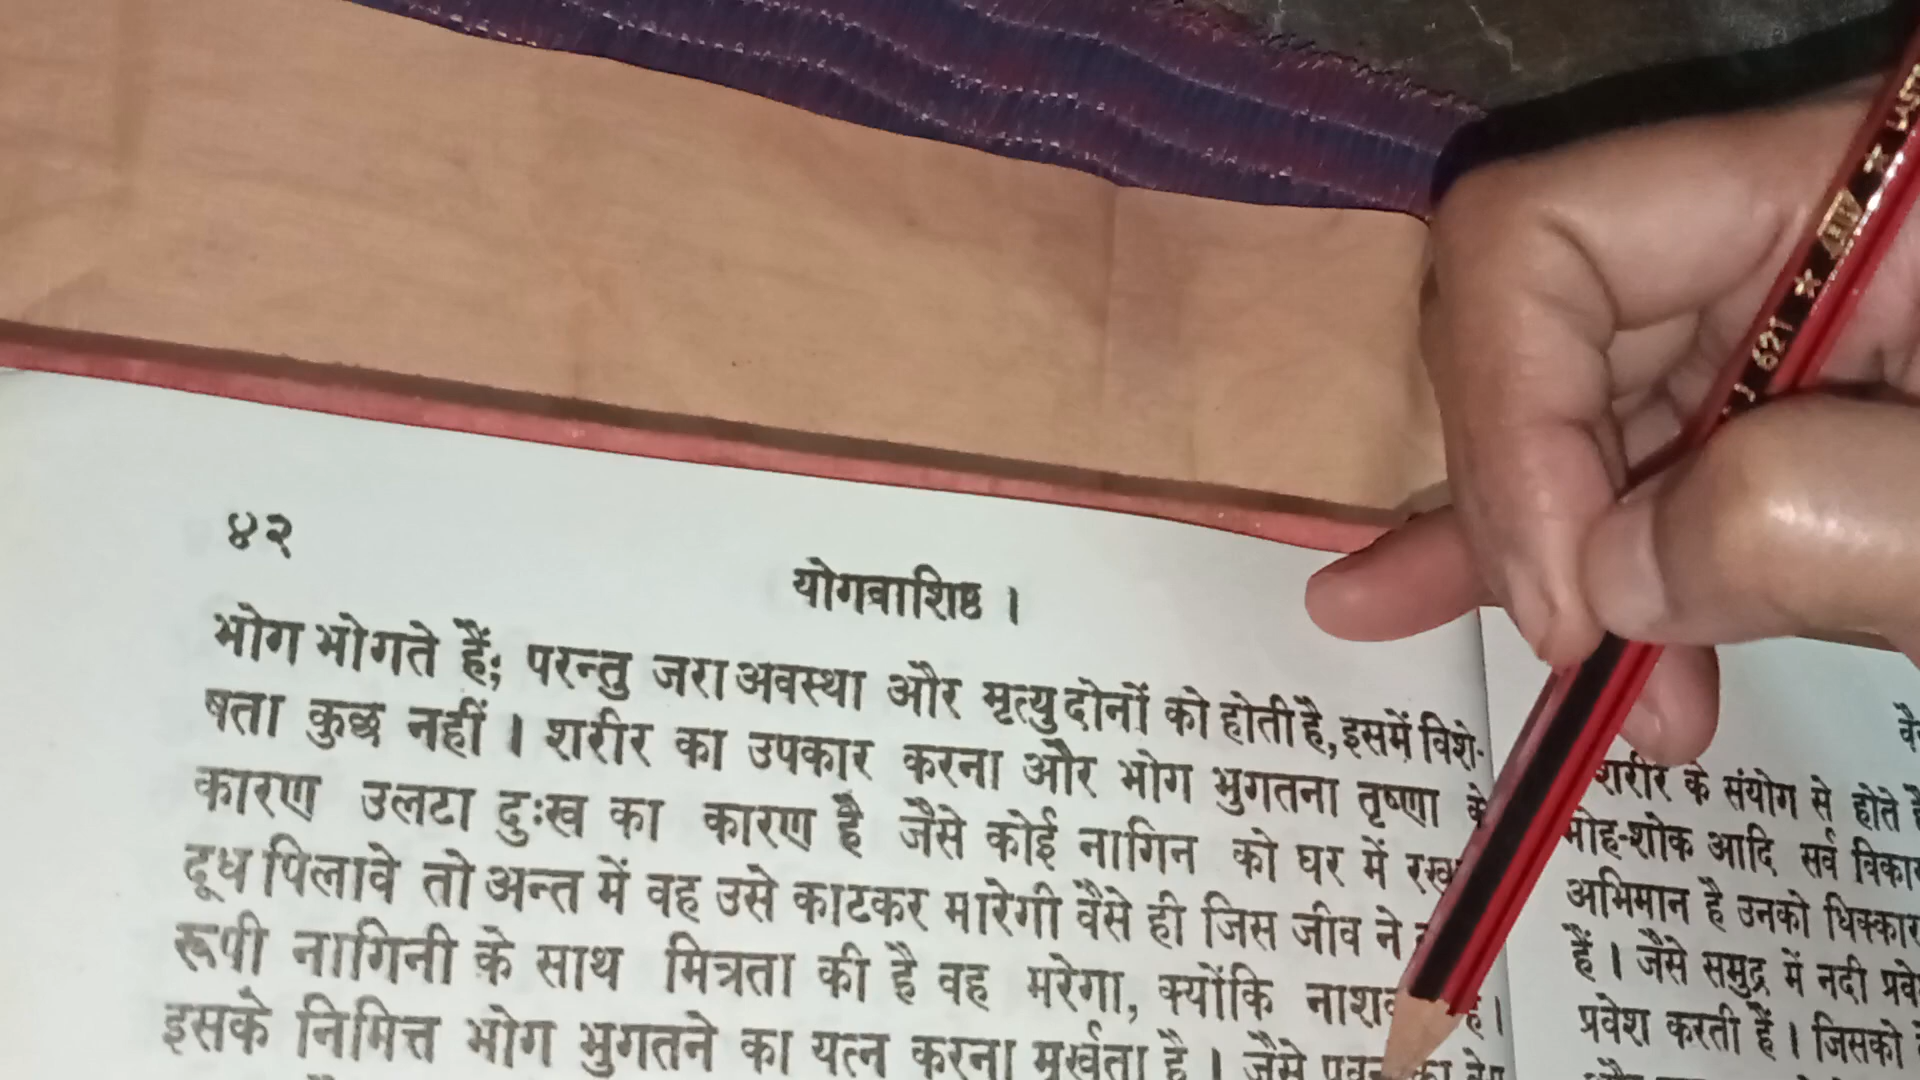 ४२
योगवाशिष्ठ ।
भोग भोगते हैं; परन्तु जरा अवस्था और मृत्यु दोनों को होती है, इसमें विशे-
षता कुछ नहीं । शरीर का उपकार करना और भोग भुगतना तृष्णा के
कारण उलटा दुःख का कारण है जैसे कोई नागिन को घर में
दूध पिलावे तो अन्त में वह उसे काटकर मारेगी वैसे ही जिस जीव ने
रूपी नागिनी के साथ मित्रता की है वह मरेगा, क्योंकि है ।
इसके निमित्त भोग भुगतने का यत्न करना मूर्खता है । जैसे
शरीर के संयोग से होते
मोह-शोक आदि सर्व
अभिमान है उनको
हैं । जैसे समुद्र में नदी
प्रवेश करती हैं । जिसको
621